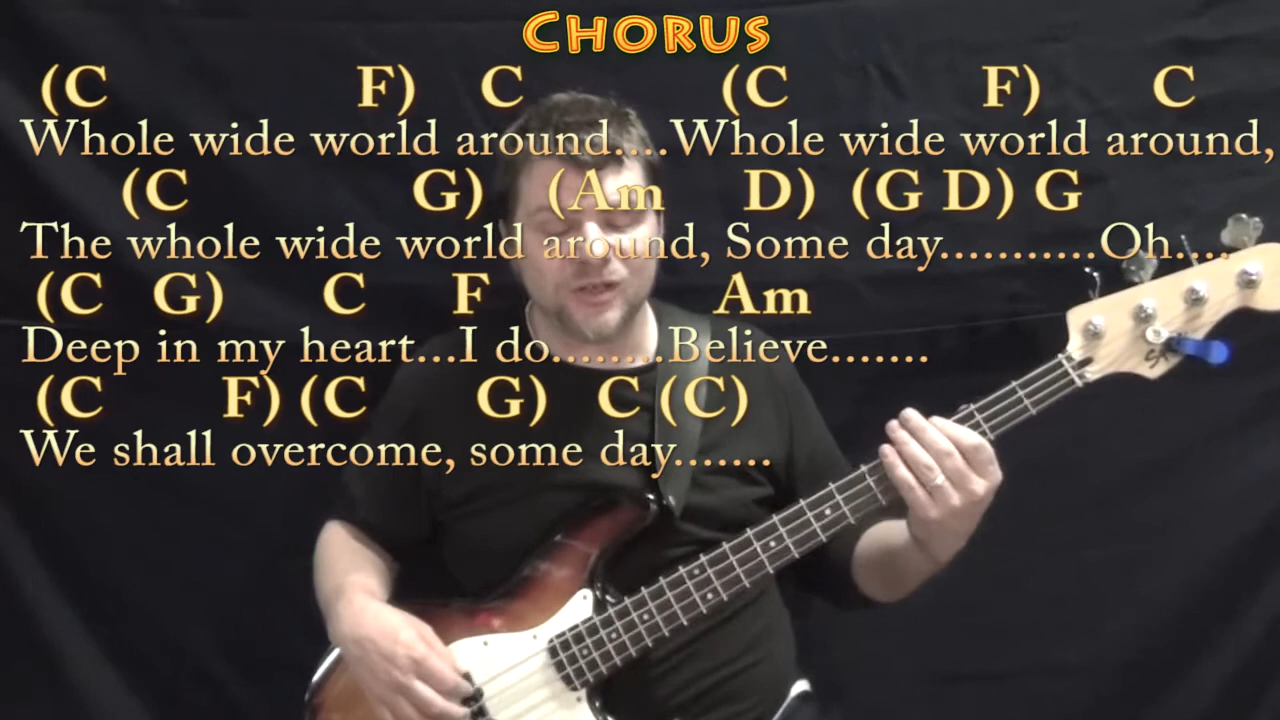 CHORUS
(C F) C (C F) C
Whole wide world around....Whole wide world around,
(C G) (Am D) (G D) G
The whole wide world around, Some day...........Oh....
(C G) C F Am
Deep in my heart...I do........Believe.......
(C F) (C G) C (C)
We shall overcome, some day.......